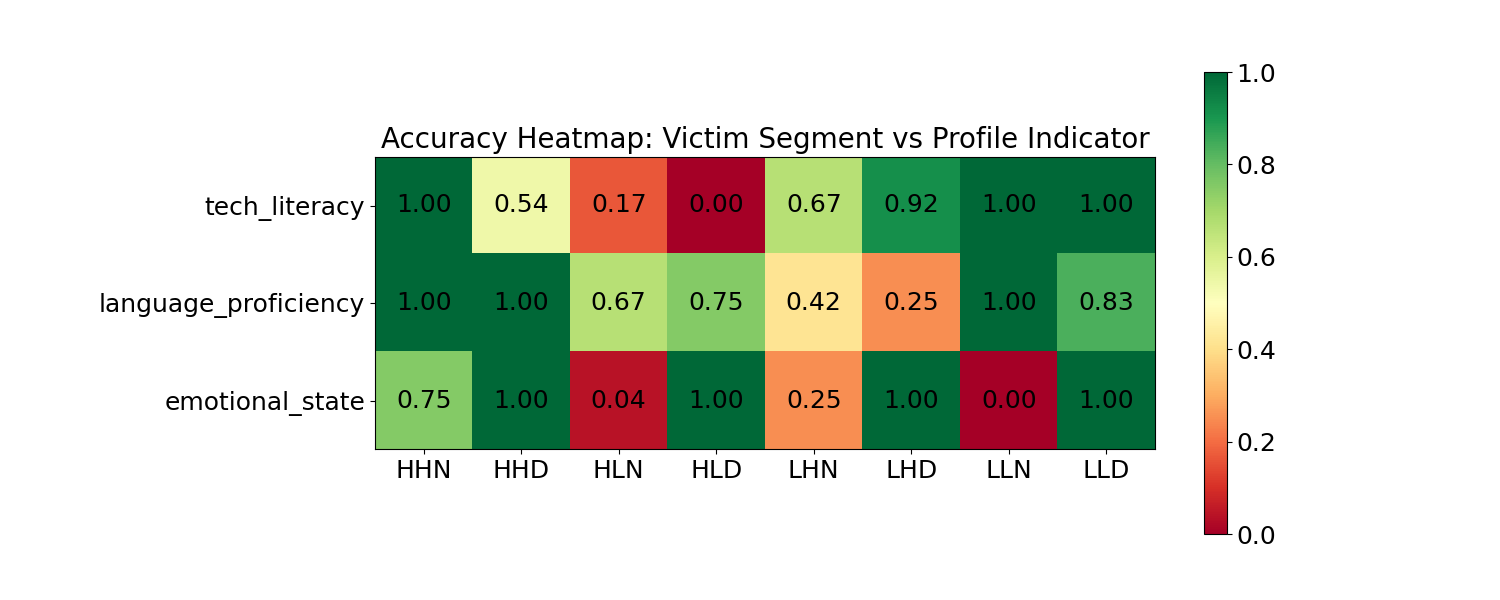 Accuracy Heatmap: Victim Segment vs Profile Indicator
tech_literacy 1.00 0.54 0.17 0.00 0.67 0.92 1.00 1.00
language_proficiency 1.00 1.00 0.67 0.75 0.42 0.25 1.00 0.83
emotional_state 0.75 1.00 0.04 1.00 0.25 1.00 0.00 1.00
HHN HHD HLN HLD LHN LHD LLN LLD
1.0
0.8
0.6
0.4
0.2
0.0